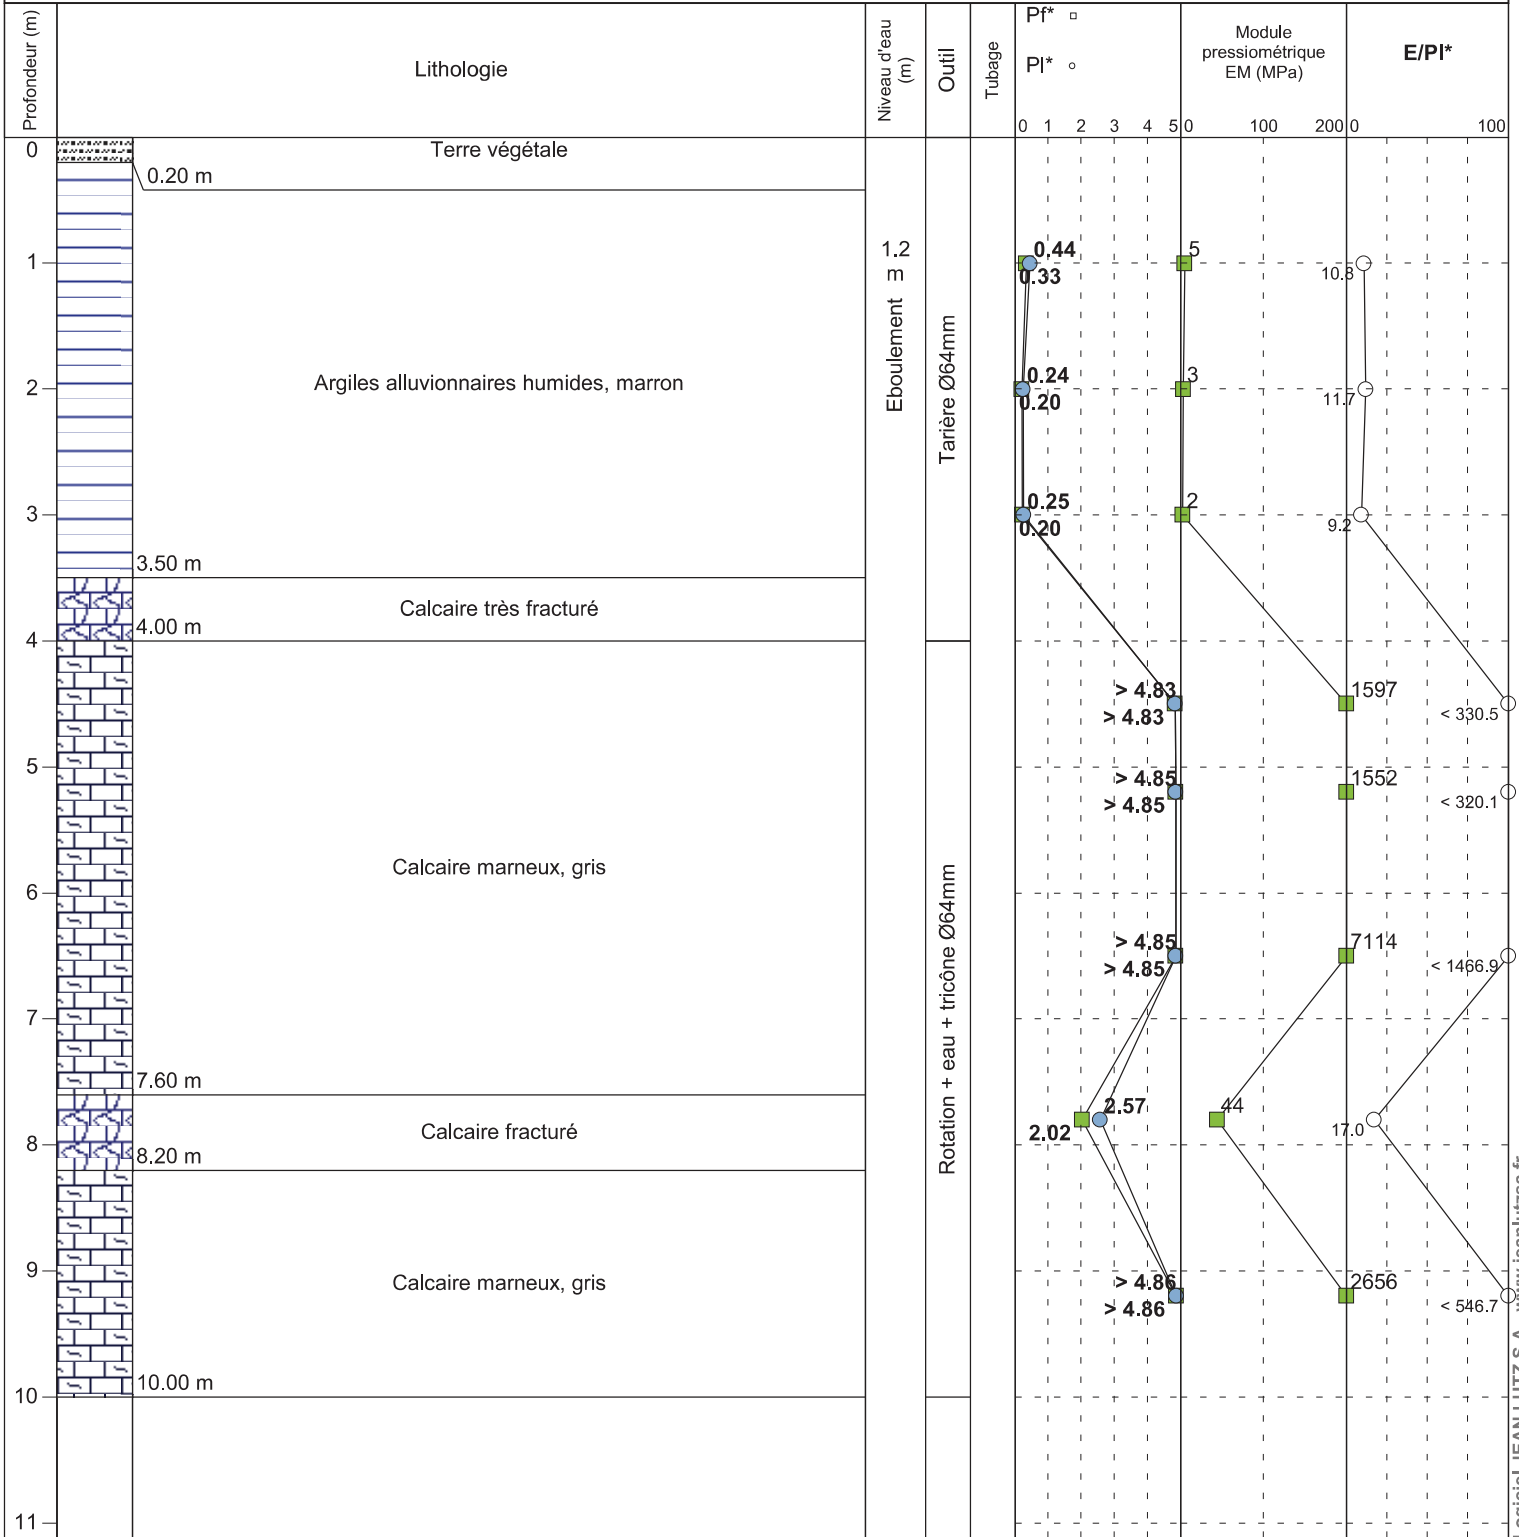 Profondeur (m)
Lithologie
Niveau d'eau
(m)
Outil
Tubage
Pf*
Pl*
Module
pressiométrique
EM (MPa)
E/Pl*
0 1 2 3 4 5
0 100 200
0 100
0
Terre végétale
0.20 m
1
1.2
m
0.44
0.33
5
10.8
Eboulement
Tarière Ø64mm
2
Argiles alluvionnaires humides, marron
0.24
0.20
3
11.7
3
0.25
0.20
2
9.2
3.50 m
Calcaire très fracturé
4.00 m
4
> 4.83
> 4.83
1597
< 330.5
5
> 4.85
> 4.85
1552
< 320.1
Calcaire marneux, gris
6
Rotation + eau + tricône Ø64mm
> 4.85
> 4.85
7114
< 1466.9
7
7.60 m
2.57
2.02
44
17.0
Calcaire fracturé
8
8.20 m
9
Calcaire marneux, gris
> 4.86
> 4.86
2656
< 546.7
10.00 m
10
11